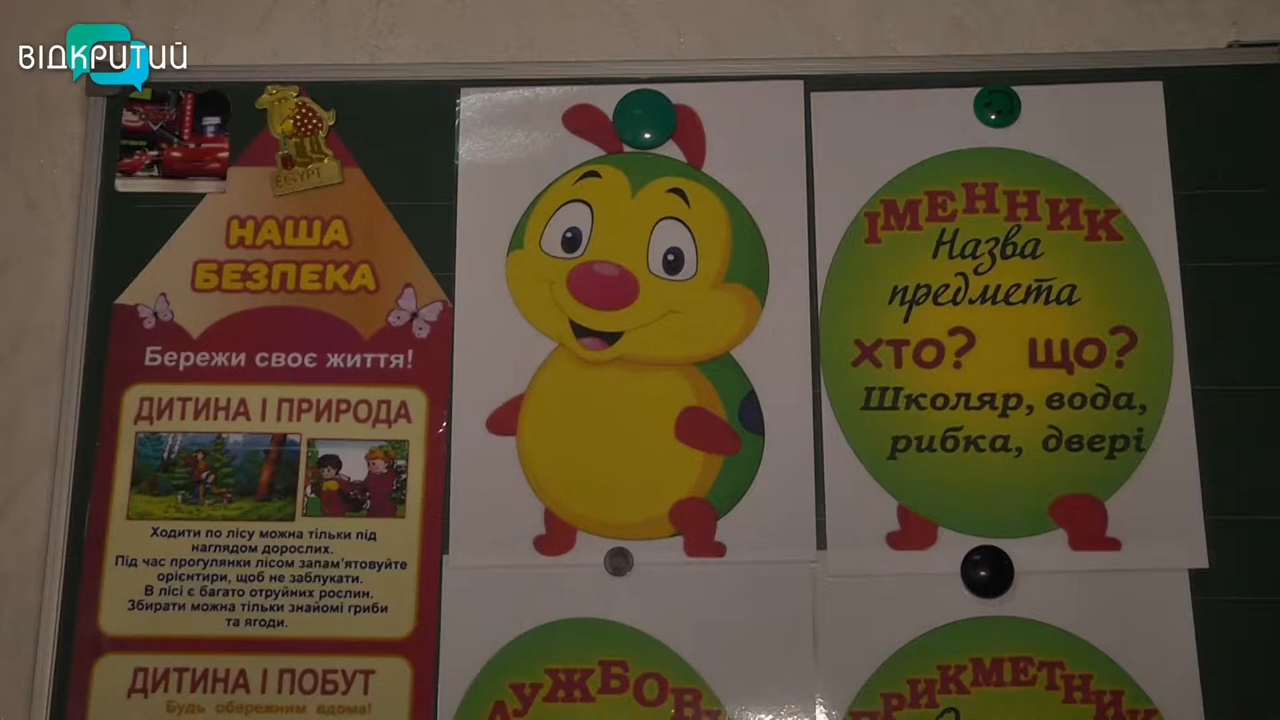 ВІДКРИТИЙ
EGYPT
НАША
БЕЗПЕКА
Бережи своє життя!
ДИТИНА І ПРИРОДА
Ходити по лісу можна тільки під
наглядом дорослих.
Під час прогулянки лісом запам'ятовуйте
орієнтири, щоб не заблукати.
В лісі є багато отруйних рослин.
Збирати можна тільки знайомі гриби
та ягоди.
ДИТИНА І ПОБУТ
Будь обережним вдома!
ІМЕННИК
Назва
предмета
хто? що?
Школяр, вода,
рибка, двері